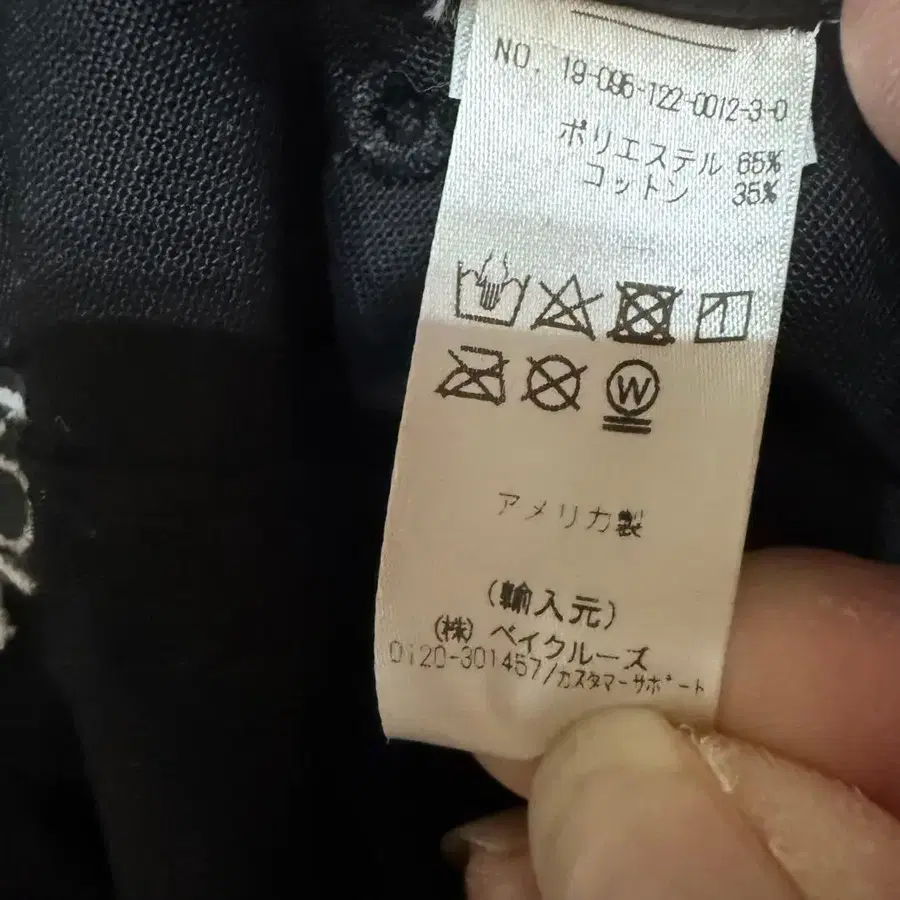 NO. 19-096-122-0012-3-0
ポリエステル 65%
コットン 35%
W
アメリカ製
(輸入元)
(株) ベイクルーズ
0120-301457/カスタマーサポート